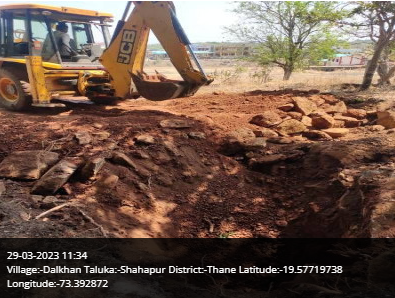 JCB
29-03-2023 11:34
Village:-Dalkhan Taluka:-Shahapur District:-Thane Latitude:-19.57719738
Longitude:-73.392872